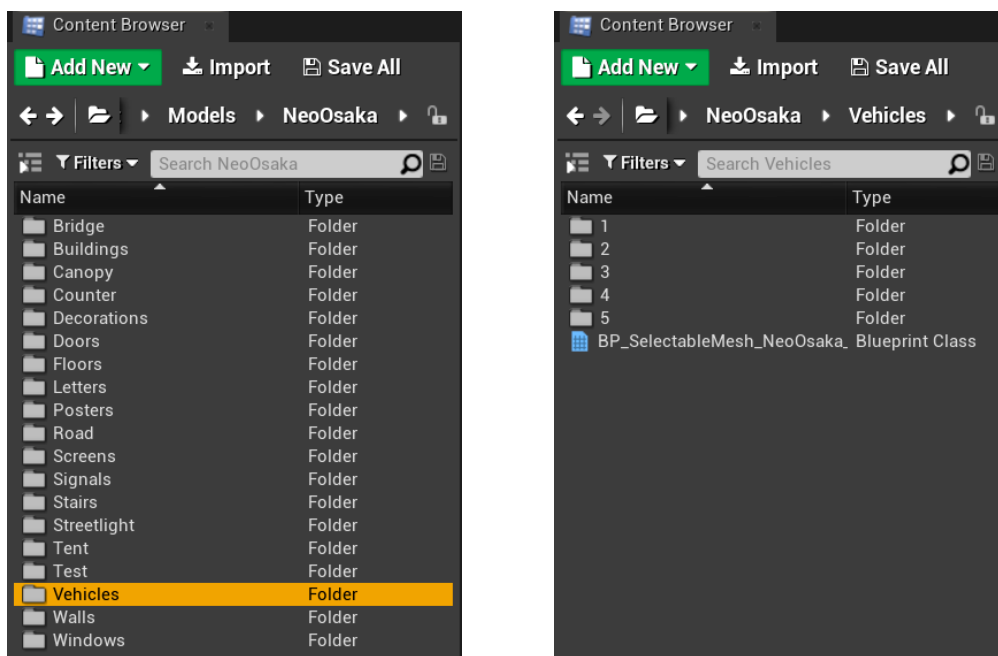 Content Browser
Add New Import Save All
Models NeoOsaka
Filters Search NeoOsaka
Name Type
Bridge Folder
Buildings Folder
Canopy Folder
Counter Folder
Decorations Folder
Doors Folder
Floors Folder
Letters Folder
Posters Folder
Road Folder
Screens Folder
Signals Folder
Stairs Folder
Streetlight Folder
Tent Folder
Test Folder
Vehicles Folder
Walls Folder
Windows Folder
Content Browser
Add New Import Save All
NeoOsaka Vehicles
Filters Search Vehicles
Name Type
1 Folder
2 Folder
3 Folder
4 Folder
5 Folder
BP_SelectableMesh_NeoOsaka_ Blueprint Class